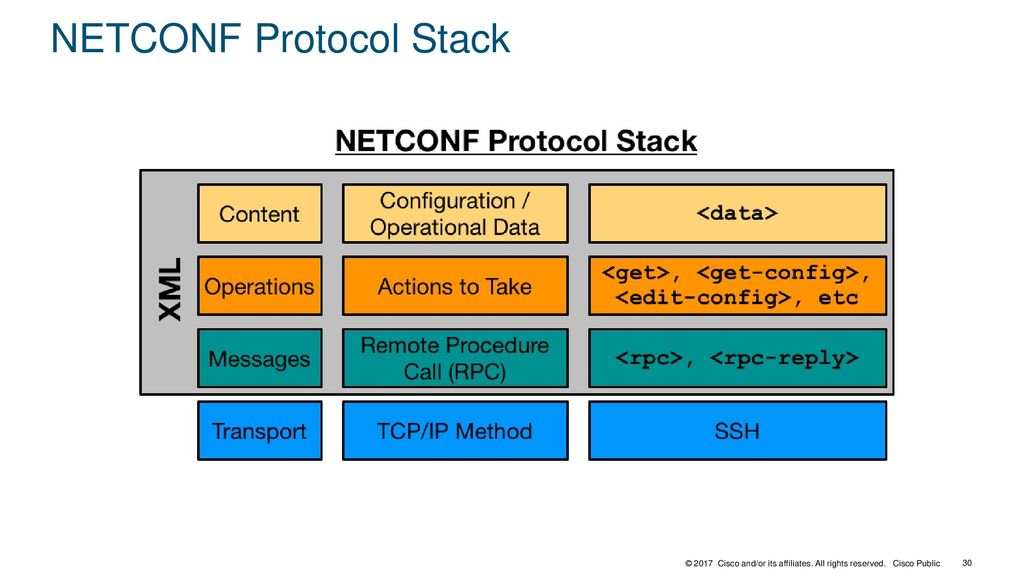 NETCONF Protocol Stack
NETCONF Protocol Stack
XML
Content
Configuration /
Operational Data
<data>
Operations
Actions to Take
<get>, <get-config>,
<edit-config>, etc
Messages
Remote Procedure
Call (RPC)
<rpc>, <rpc-reply>
Transport
TCP/IP Method
SSH
© 2017 Cisco and/or its affiliates. All rights reserved. Cisco Public 30